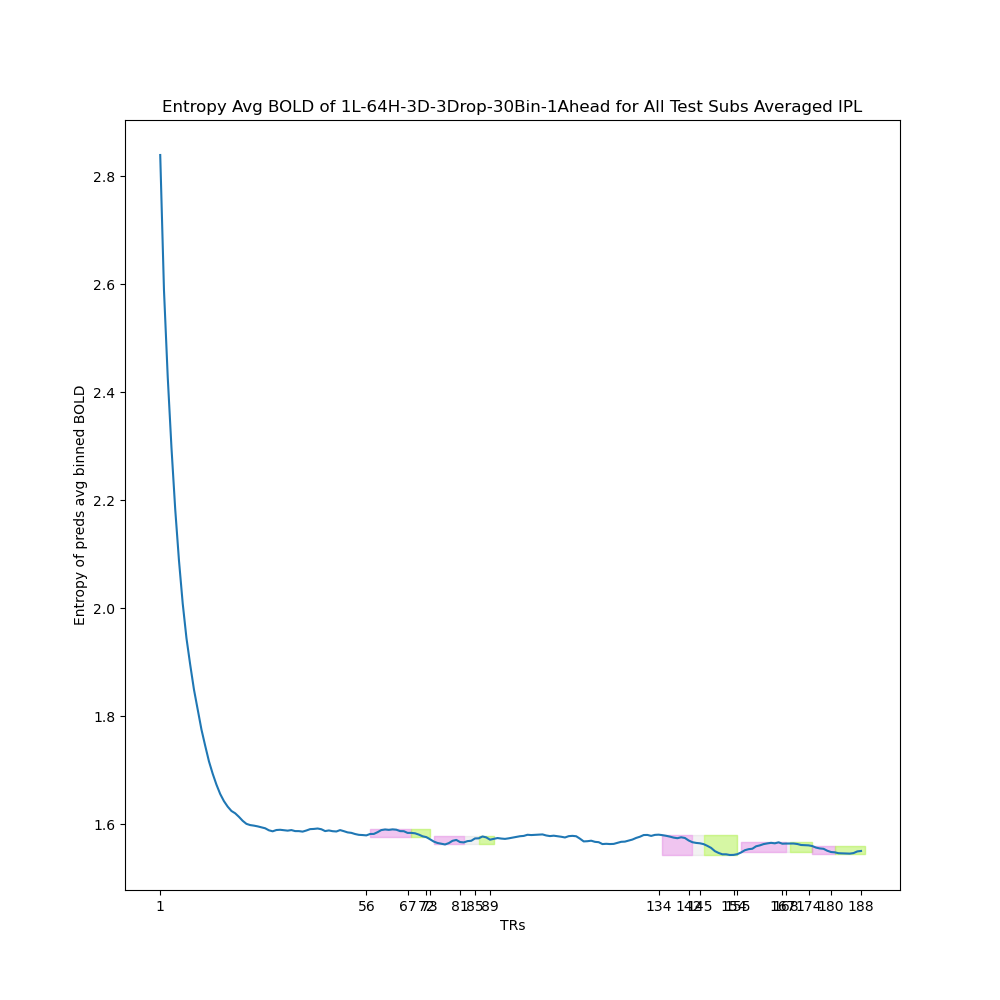 Entropy Avg BOLD of 1L-64H-3D-3Drop-30Bin-1Ahead for All Test Subs Averaged IPL
Entropy of preds avg binned BOLD
2.8
2.6
2.4
2.2
2.0
1.8
1.6
1 56 67 72 73 81 85 89 134 142 145 154 155 167 168 174 180 188
TRs